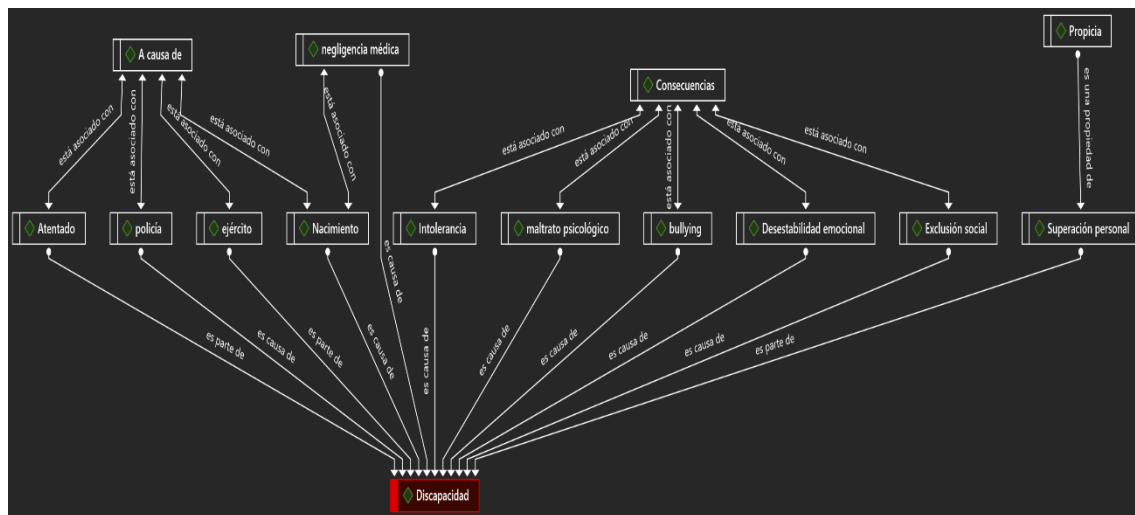 Propicia
negligencia médica
A causa de
Consecuencias
está asociado con
está asociado con
está asociado con
está asociado con
está asociado con
está asociado con
está asociado con
está asociado con
está asociado con
está asociado con
es una propiedad de
Atentado
policía
ejército
Nacimiento
Intolerancia
maltrato psicológico
bullying
Desestabilidad emocional
Exclusión social
Superación personal
es causa de
es parte de
es causa de
es parte de
es causa de
es causa de
es causa de
es causa de
es causa de
es causa de
es parte de
Discapacidad